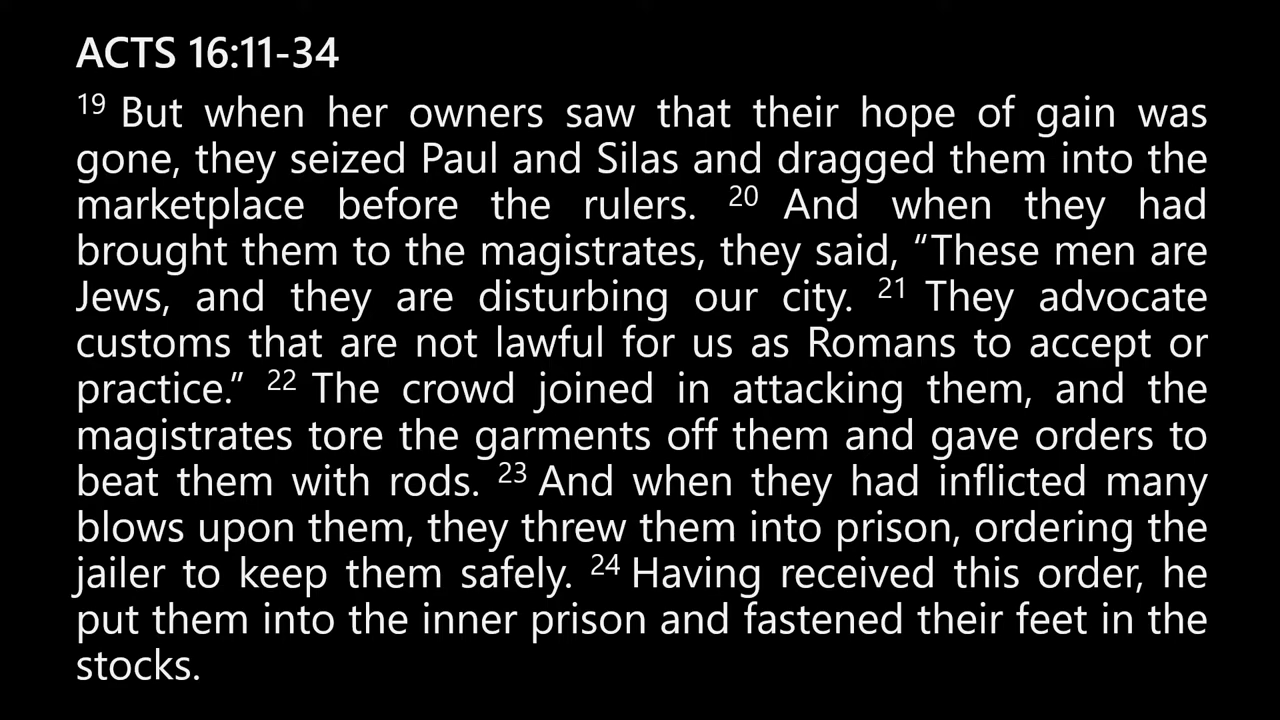 ACTS 16:11-34
19 But when her owners saw that their hope of gain was
gone, they seized Paul and Silas and dragged them into the
marketplace before the rulers. 20 And when they had
brought them to the magistrates, they said, “These men are
Jews, and they are disturbing our city. 21 They advocate
customs that are not lawful for us as Romans to accept or
practice.” 22 The crowd joined in attacking them, and the
magistrates tore the garments off them and gave orders to
beat them with rods. 23 And when they had inflicted many
blows upon them, they threw them into prison, ordering the
jailer to keep them safely. 24 Having received this order, he
put them into the inner prison and fastened their feet in the
stocks.